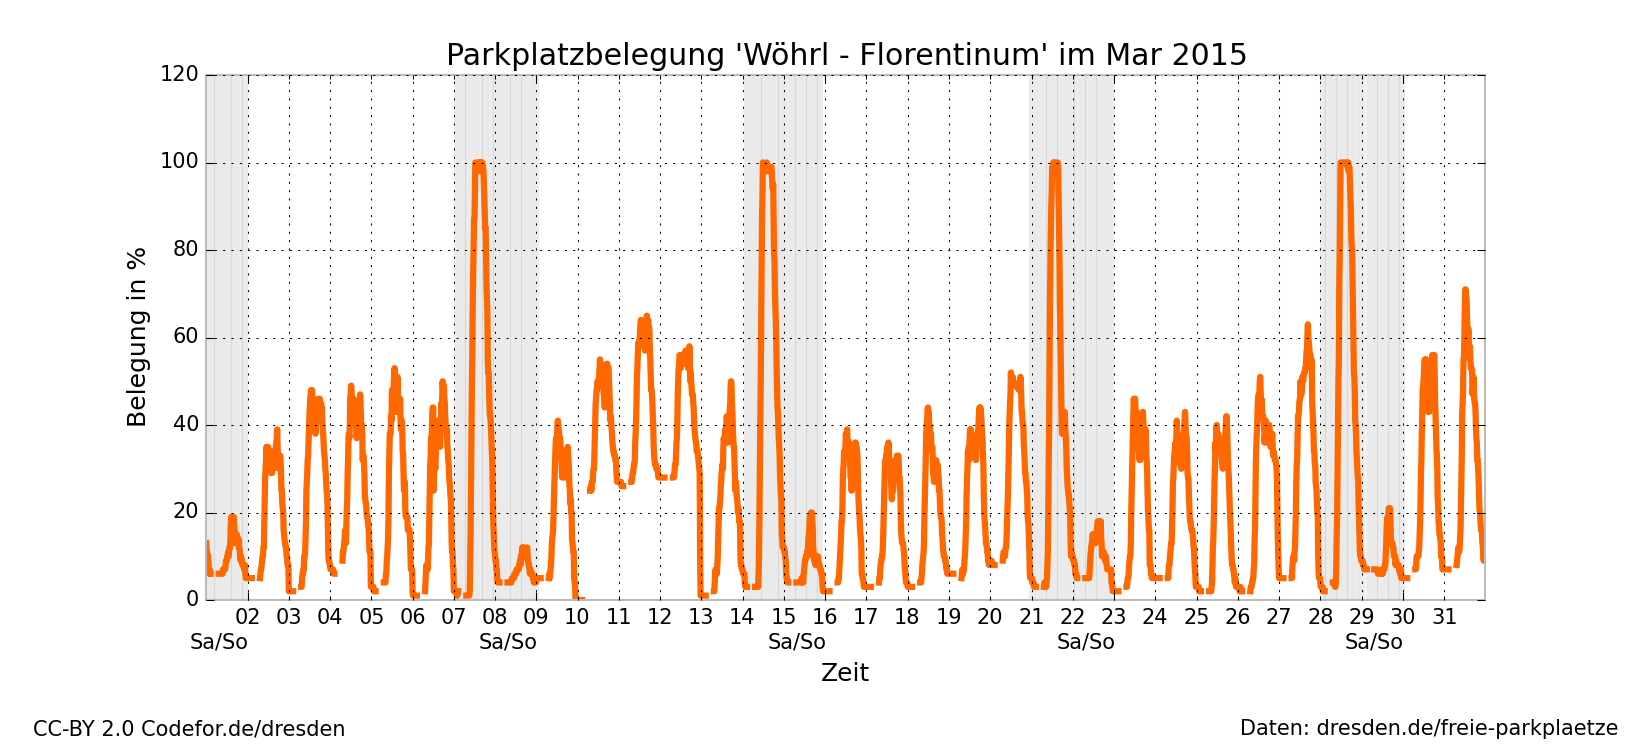 Parkplatzbelegung 'Wöhrl - Florentinum' im Mar 2015
120
100
80
60
40
20
0
Belegung in %
02 03 04 05 06 07 08 09 10 11 12 13 14 15 16 17 18 19 20 21 22 23 24 25 26 27 28 29 30 31
Sa/So Sa/So Sa/So Sa/So Sa/So
Zeit
CC-BY 2.0 Codefor.de/dresden
Daten: dresden.de/freie-parkplaetze